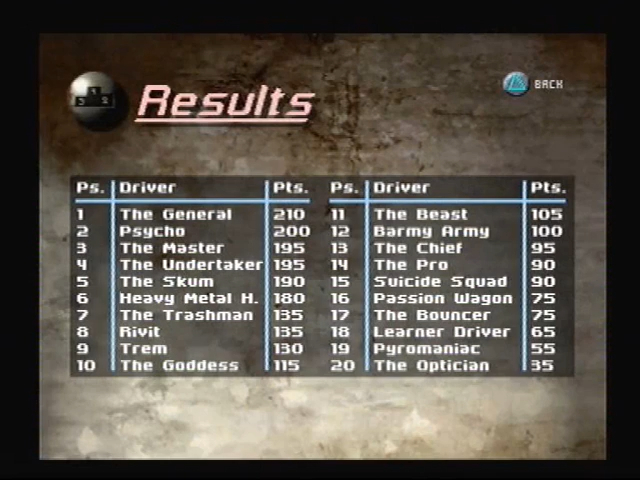 Results
BACK
1
3 2
Ps. Driver Pts.
1 The General 210
2 Psycho 200
3 The Master 195
4 The Undertaker 195
5 The Skum 190
6 Heavy Metal H. 180
7 The Trashman 135
8 Rivit 135
9 Trem 130
10 The Goddess 115
Ps. Driver Pts.
11 The Beast 105
12 Barmy Army 100
13 The Chief 95
14 The Pro 90
15 Suicide Squad 90
16 Passion Wagon 75
17 The Bouncer 75
18 Learner Driver 65
19 Pyromaniac 55
20 The Optician 35